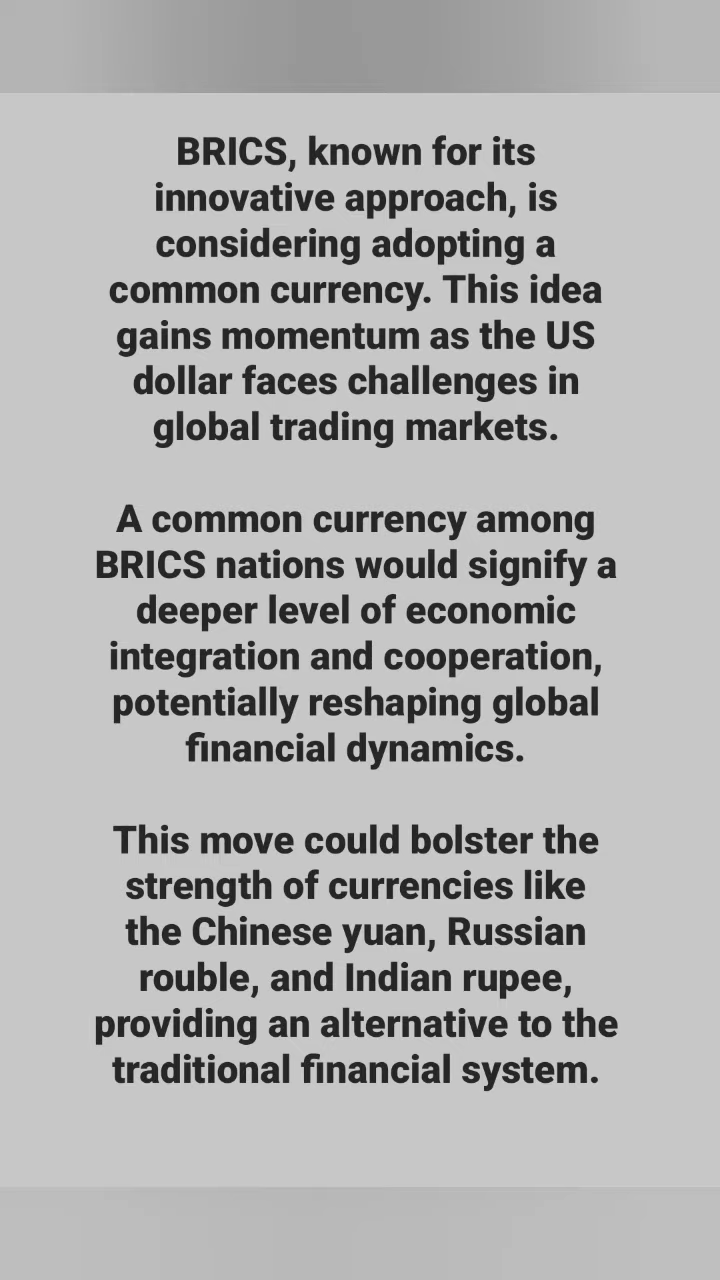 BRICS, known for its
innovative approach, is
considering adopting a
common currency. This idea
gains momentum as the US
dollar faces challenges in
global trading markets.
A common currency among
BRICS nations would signify a
deeper level of economic
integration and cooperation,
potentially reshaping global
financial dynamics.
This move could bolster the
strength of currencies like
the Chinese yuan, Russian
rouble, and Indian rupee,
providing an alternative to the
traditional financial system.